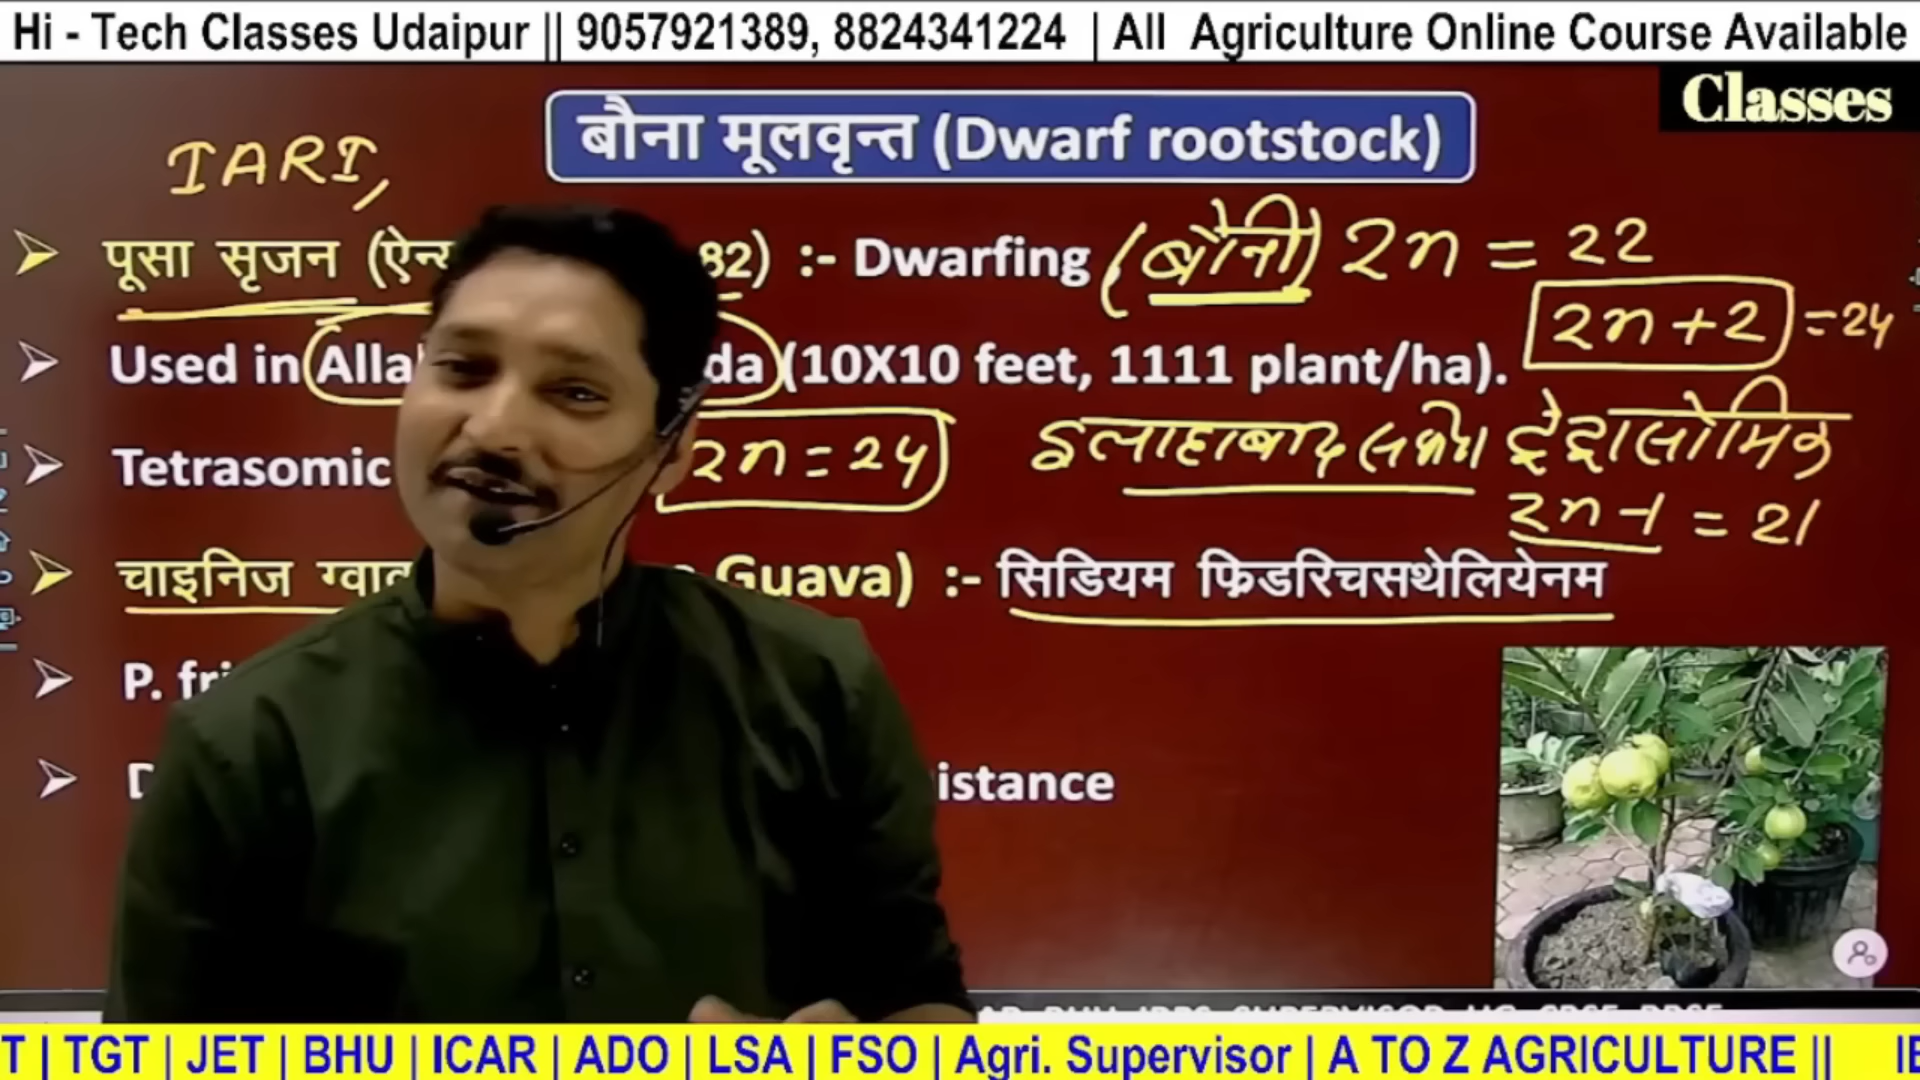 Hi - Tech Classes Udaipur || 9057921389, 8824341224 | All Agriculture Online Course Available
Classes
बौना मूलवृन्त (Dwarf rootstock)
IARI,
पूसा सृजन (ऐन् 82) :- Dwarfing (बौनी) 2n = 22
2n+2 = 24
Used in Alla da (10X10 feet, 1111 plant/ha).
Tetrasomic 2n = 24 इलाहाबाद सफेदा टेट्रासोमिक
2n-1 = 21
चाइनिज ग्वाव Guava) :- सिडियम फ्रिडरिचसथेलियेनम
P. fri
D istance
T | TGT | JET | BHU | ICAR | ADO | LSA | FSO | Agri. Supervisor | A TO Z AGRICULTURE || IB